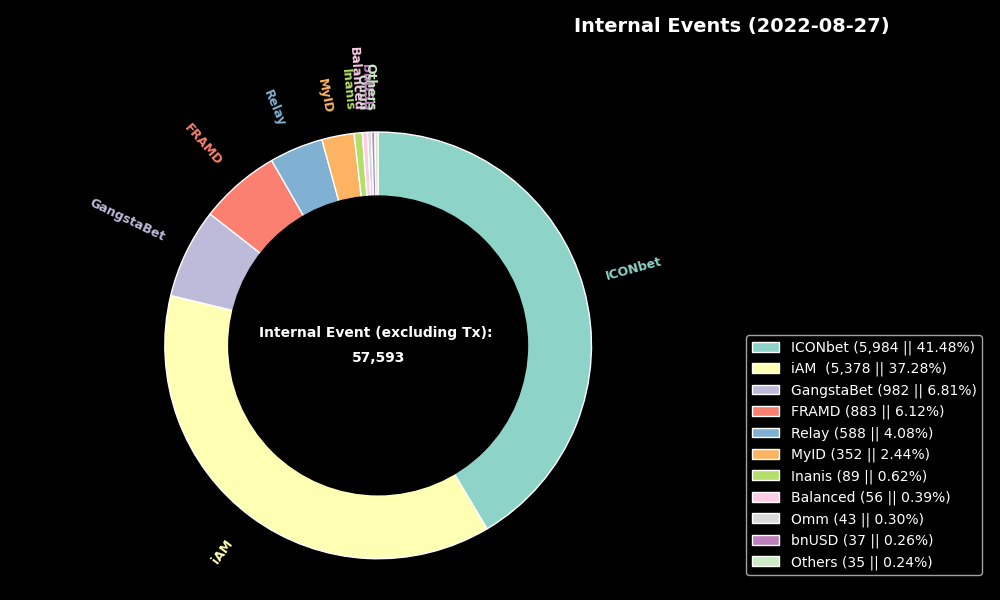 Internal Events (2022-08-27)
Others
bnUSD
Omm
Balanced
Inanis
MyID
Relay
FRAMD
GangstaBet
ICONbet
iAM
Internal Event (excluding Tx):
57,593
ICONbet (5,984 || 41.48%)
iAM  (5,378 || 37.28%)
GangstaBet (982 || 6.81%)
FRAMD (883 || 6.12%)
Relay (588 || 4.08%)
MyID (352 || 2.44%)
Inanis (89 || 0.62%)
Balanced (56 || 0.39%)
Omm (43 || 0.30%)
bnUSD (37 || 0.26%)
Others (35 || 0.24%)